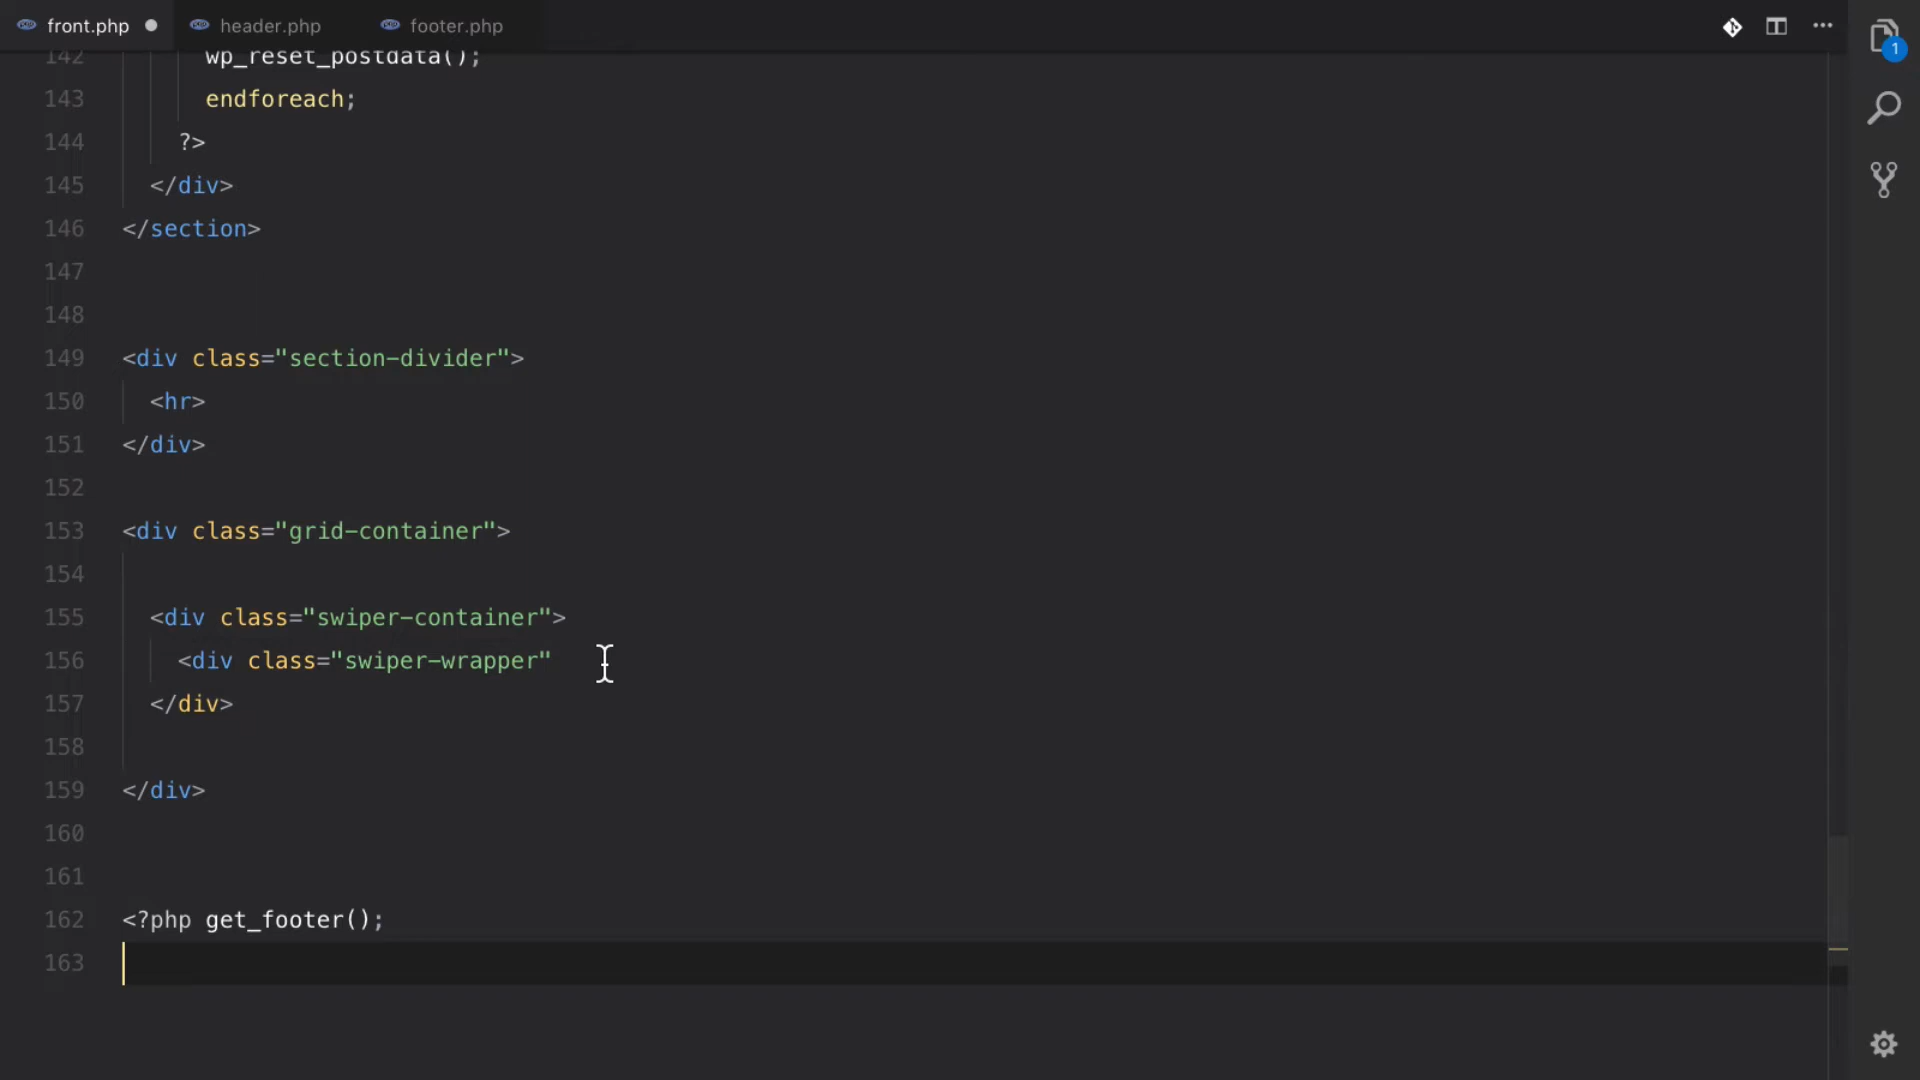 front.php
header.php
footer.php
1
142 wp_reset_postdata();
143 endforeach;
144 ?>
145 </div>
146 </section>
147
148
149 <div class="section-divider">
150 <hr>
151 </div>
152
153 <div class="grid-container">
154
155 <div class="swiper-container">
156 <div class="swiper-wrapper"
157 </div>
158
159 </div>
160
161
162 <?php get_footer();
163